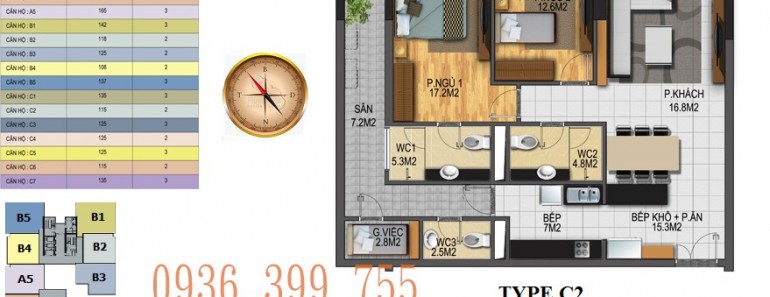 CĂN HỘ : A5 165 3
CĂN HỘ : B1 142 3
CĂN HỘ : B2 118 2
CĂN HỘ : B3 125 2
CĂN HỘ : B4 108 2
CĂN HỘ : B5 137 3
CĂN HỘ : C1 135 3
CĂN HỘ : C2 115 2
CĂN HỘ : C3 125 3
CĂN HỘ : C4 125 2
CĂN HỘ : C5 125 3
CĂN HỘ : C6 115 2
CĂN HỘ : C7 135 3
B5
B1
B4
B2
A5
B3
B
T
Đ
N
12.6M2
P.NGỦ 1
17.2M2
P.KHÁCH
16.8M2
SÂN
7.2M2
WC1
5.3M2
WC2
4.8M2
BẾP
7M2
BẾP KHÔ + P.ĂN
15.3M2
G.VIỆC
2.8M2
WC3
2.5M2
0936 399 755
TYPE C2